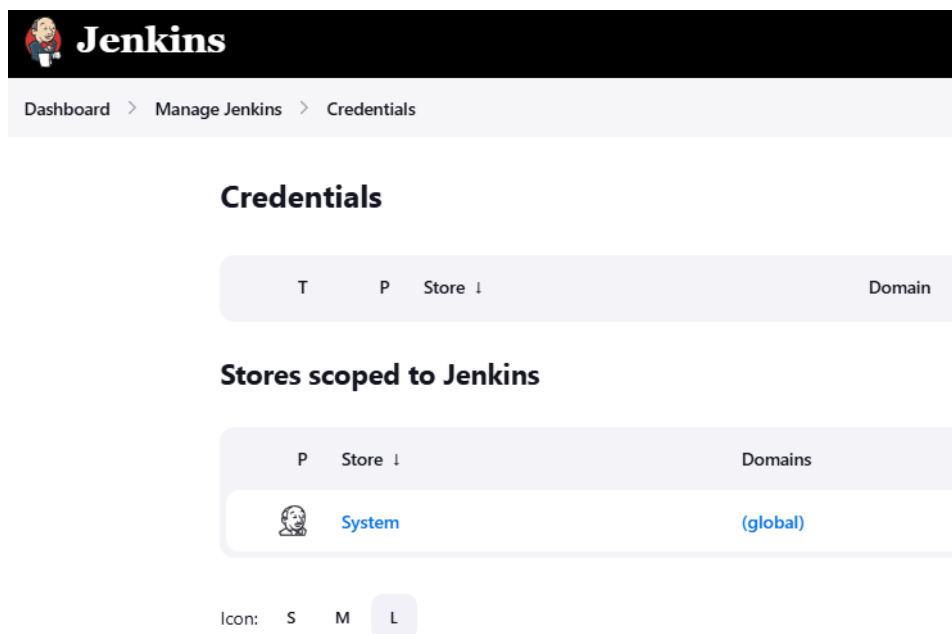 Jenkins
Dashboard > Manage Jenkins > Credentials
Credentials
T P Store ↓ Domain
Stores scoped to Jenkins
P Store ↓ Domains
System (global)
Icon: S M L